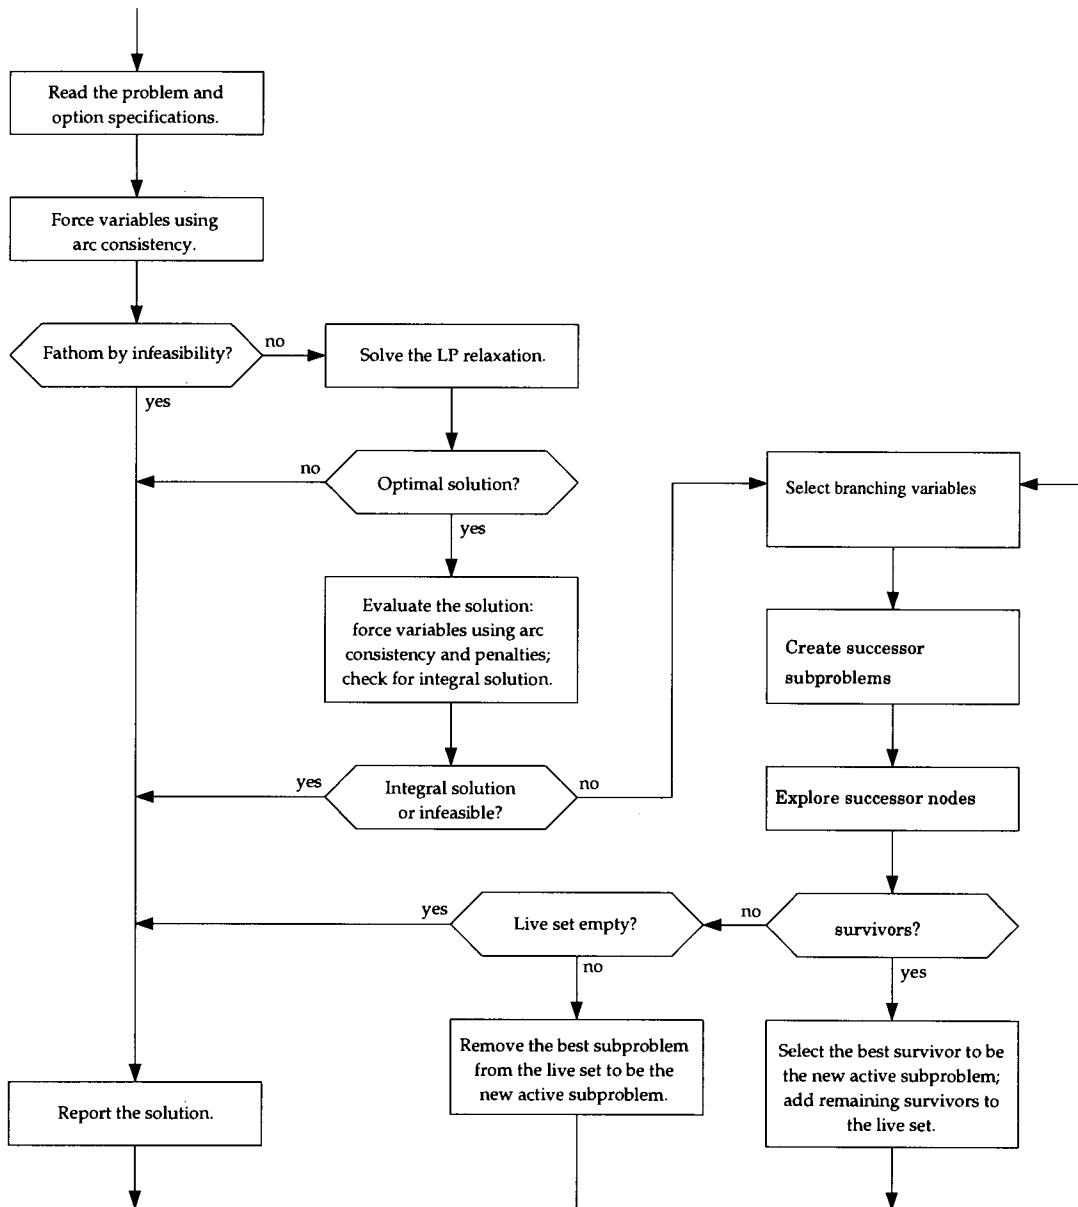 Read the problem and
option specifications.
Force variables using
arc consistency.
Fathom by infeasibility?
no
yes
Solve the LP relaxation.
Optimal solution?
no
yes
Evaluate the solution:
force variables using arc
consistency and penalties;
check for integral solution.
Integral solution
or infeasible?
yes
no
Select branching variables
Create successor
subproblems
Explore successor nodes
survivors?
no
yes
Live set empty?
yes
no
Remove the best subproblem
from the live set to be the
new active subproblem.
Select the best survivor to be
the new active subproblem;
add remaining survivors to
the live set.
Report the solution.